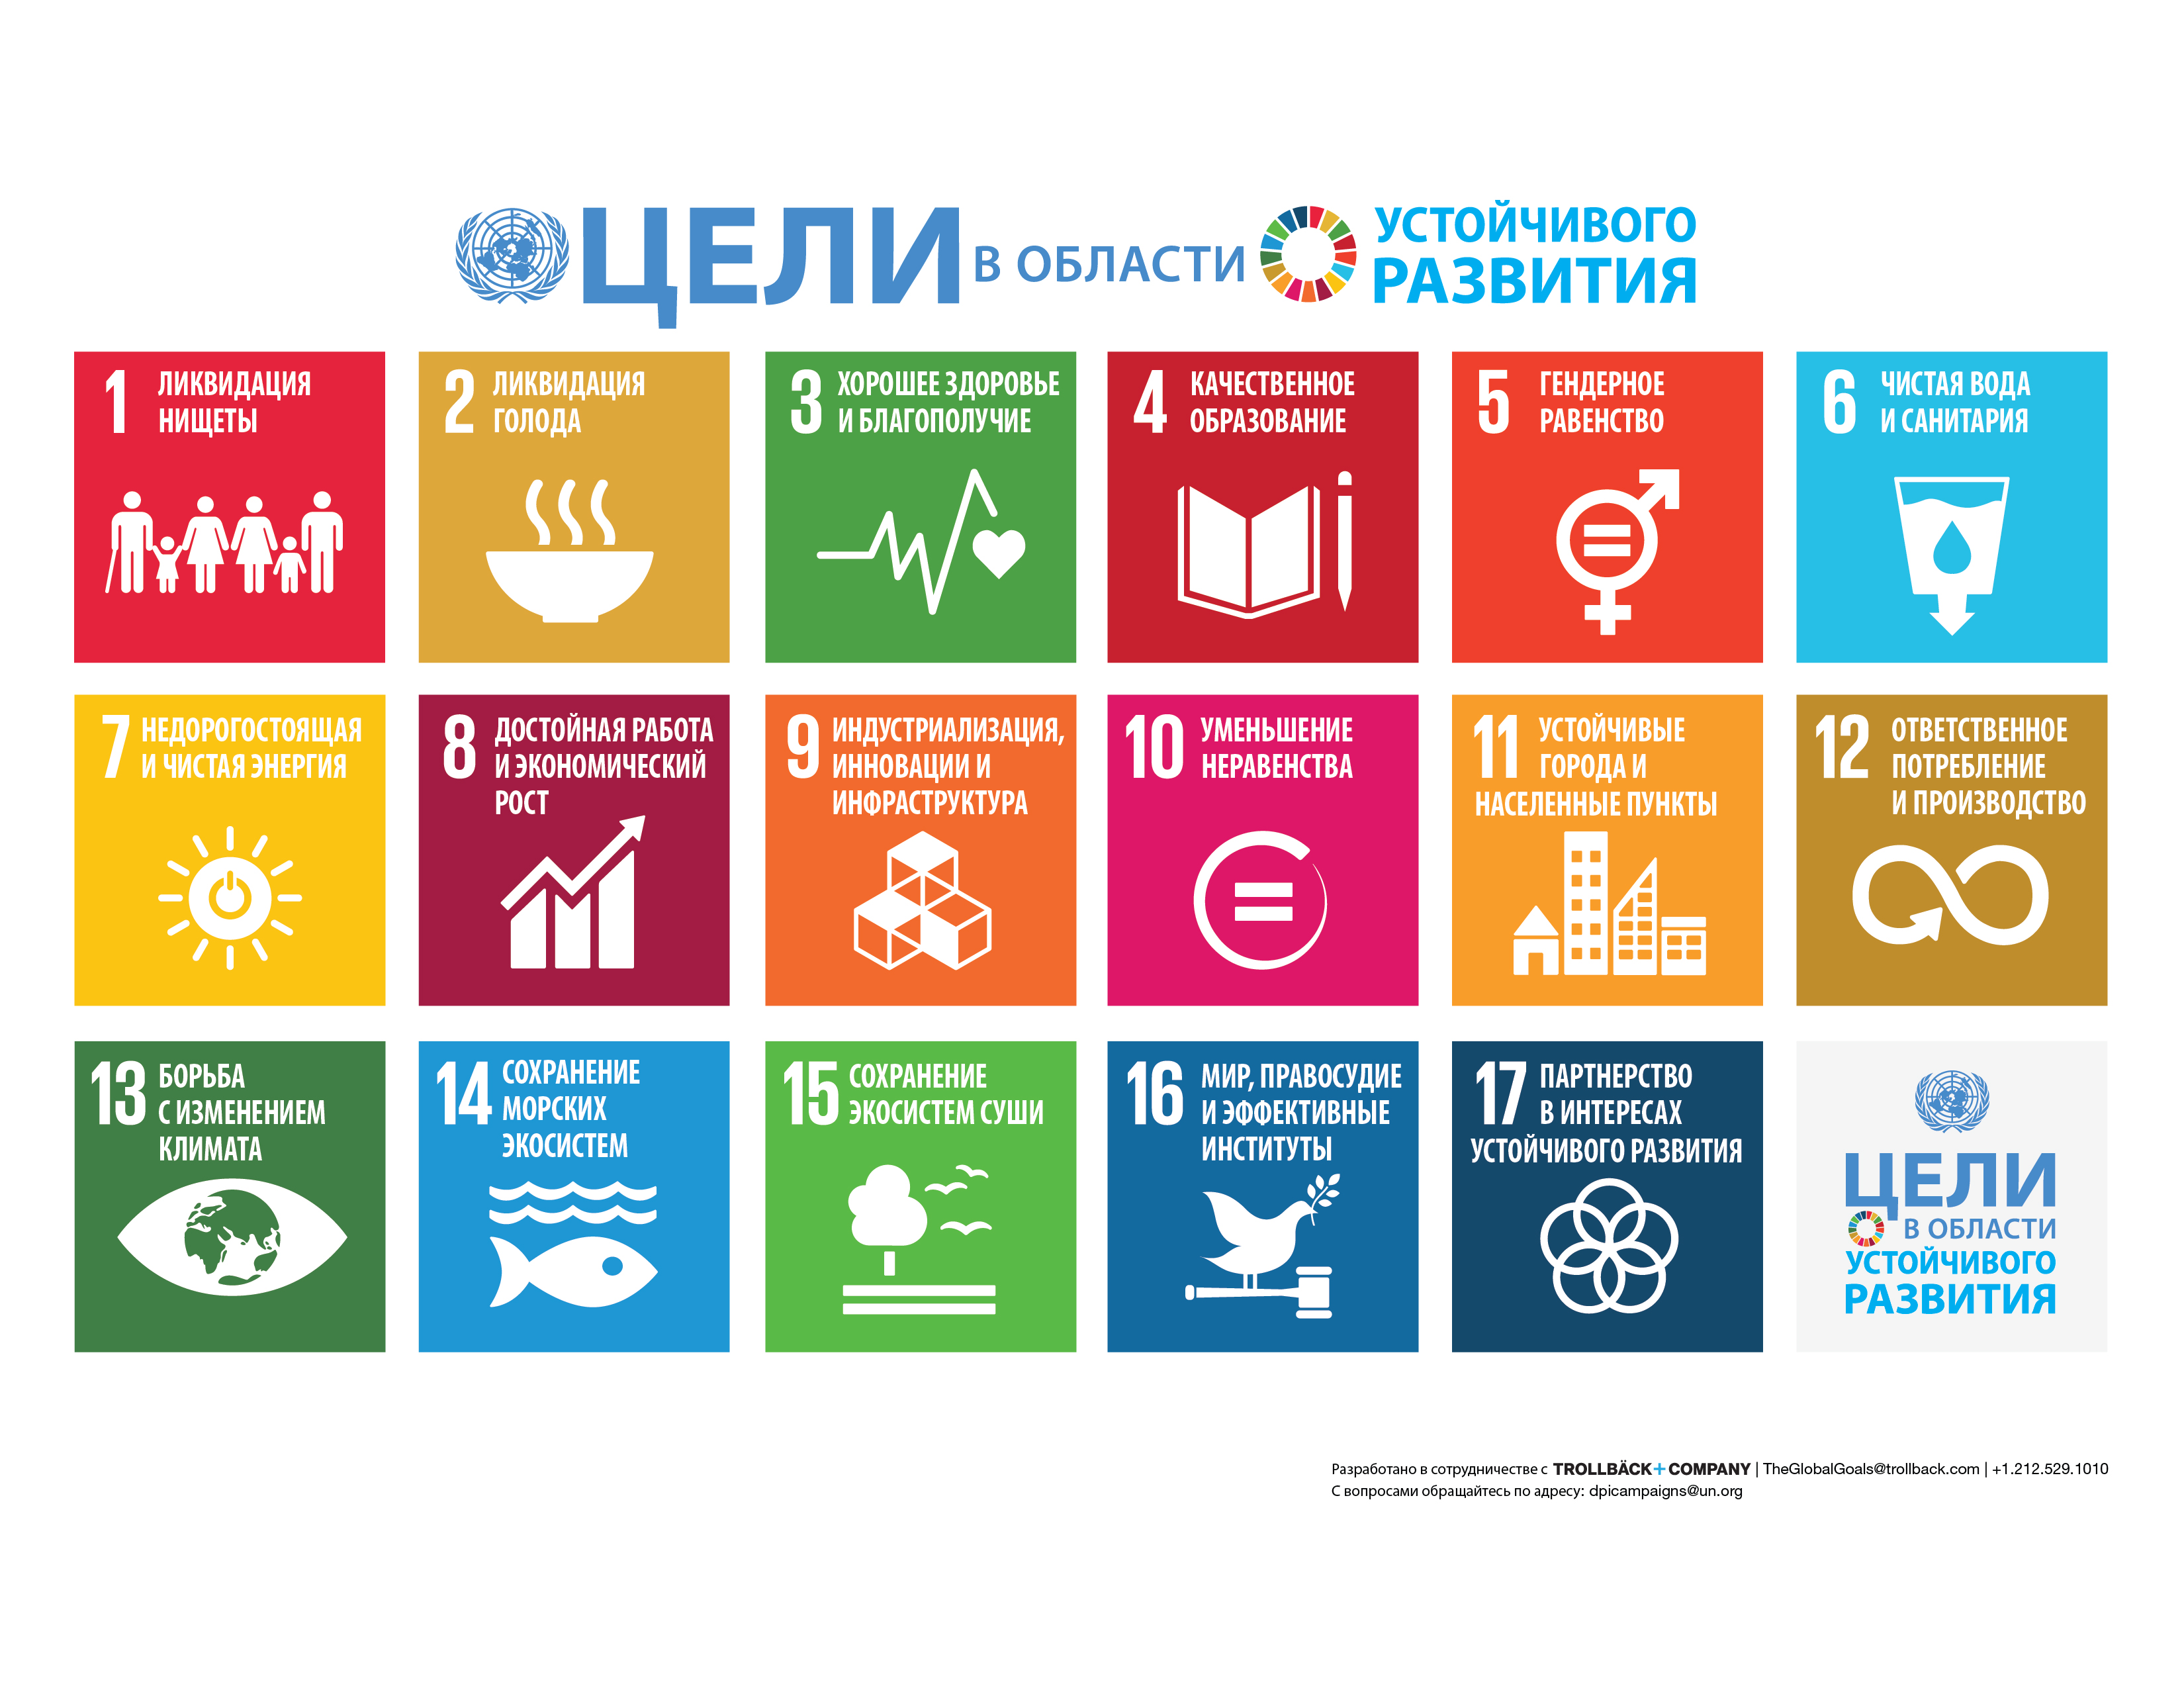 ЦЕЛИ В ОБЛАСТИ УСТОЙЧИВОГО
РАЗВИТИЯ
1 ЛИКВИДАЦИЯ
НИЩЕТЫ
2 ЛИКВИДАЦИЯ
ГОЛОДА
3 ХОРОШЕЕ ЗДОРОВЬЕ
И БЛАГОПОЛУЧИЕ
4 КАЧЕСТВЕННОЕ
ОБРАЗОВАНИЕ
5 ГЕНДЕРНОЕ
РАВЕНСТВО
6 ЧИСТАЯ ВОДА
И САНИТАРИЯ
7 НЕДОРОГОСТОЯЩАЯ
И ЧИСТАЯ ЭНЕРГИЯ
8 ДОСТОЙНАЯ РАБОТА
И ЭКОНОМИЧЕСКИЙ
РОСТ
9 ИНДУСТРИАЛИЗАЦИЯ,
ИННОВАЦИИ И
ИНФРАСТРУКТУРА
10 УМЕНЬШЕНИЕ
НЕРАВЕНСТВА
11 УСТОЙЧИВЫЕ
ГОРОДА И
НАСЕЛЕННЫЕ ПУНКТЫ
12 ОТВЕТСТВЕННОЕ
ПОТРЕБЛЕНИЕ
И ПРОИЗВОДСТВО
13 БОРЬБА
С ИЗМЕНЕНИЕМ
КЛИМАТА
14 СОХРАНЕНИЕ
МОРСКИХ
ЭКОСИСТЕМ
15 СОХРАНЕНИЕ
ЭКОСИСТЕМ СУШИ
16 МИР, ПРАВОСУДИЕ
И ЭФФЕКТИВНЫЕ
ИНСТИТУТЫ
17 ПАРТНЕРСТВО
В ИНТЕРЕСАХ
УСТОЙЧИВОГО РАЗВИТИЯ
ЦЕЛИ
В ОБЛАСТИ
УСТОЙЧИВОГО
РАЗВИТИЯ
Разработано в сотрудничестве с TROLLBÄCK+COMPANY | TheGlobalGoals@trollback.com | +1.212.529.1010
С вопросами обращайтесь по адресу: dpicampaigns@un.org